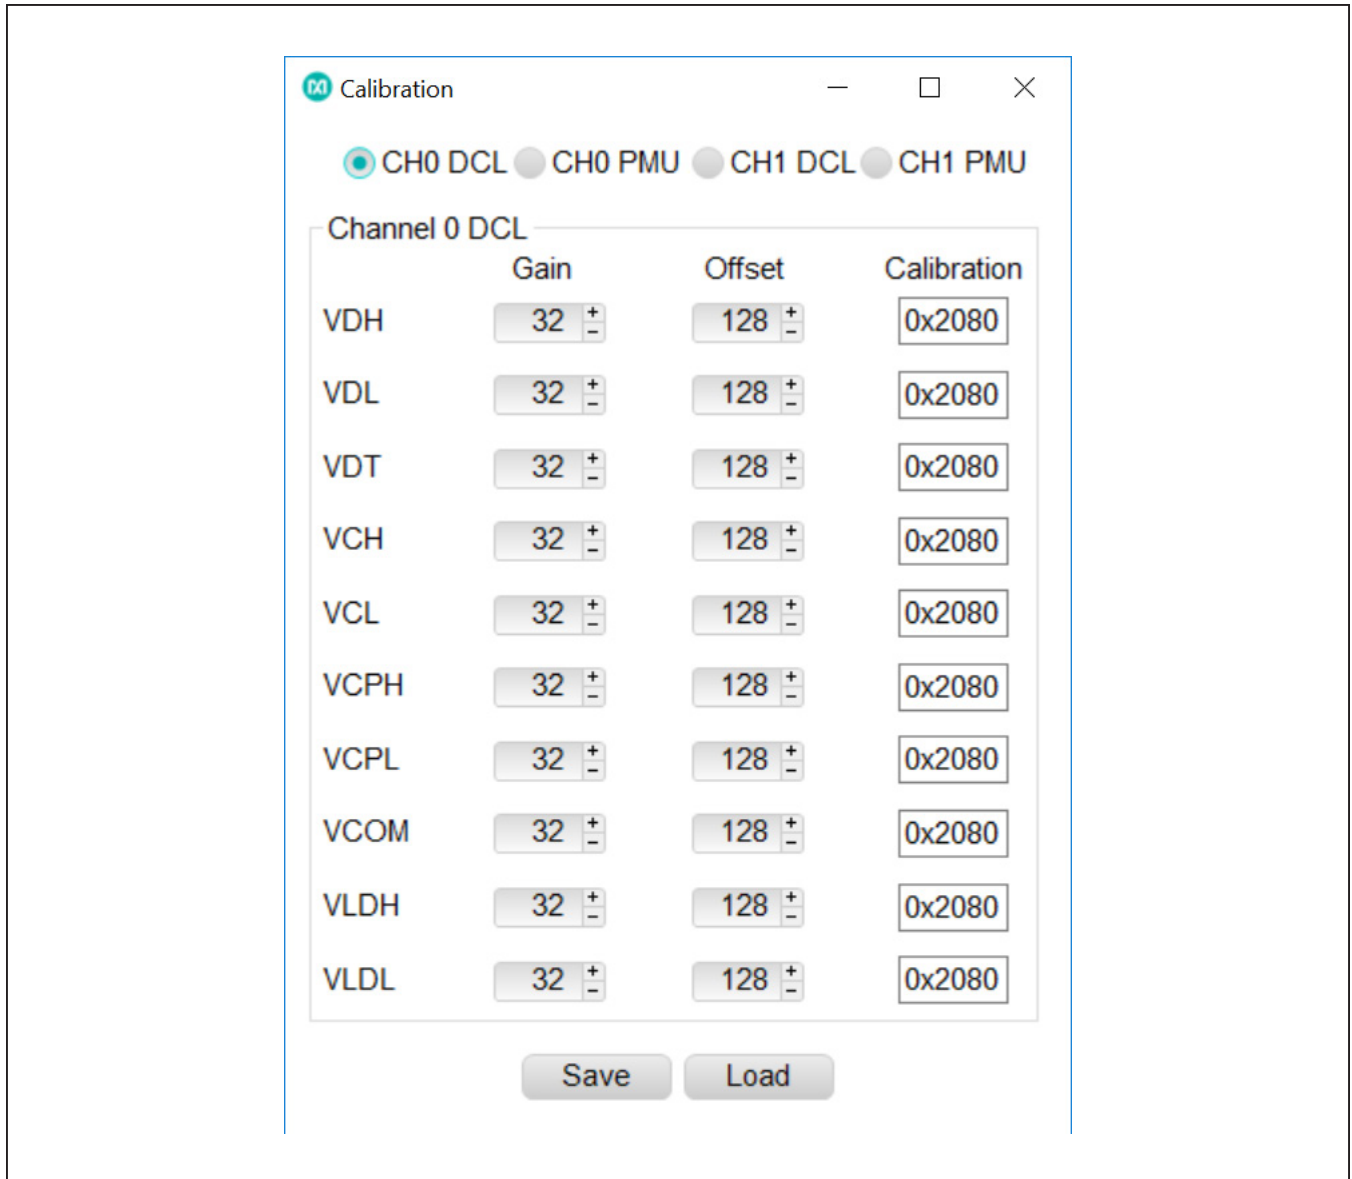 Calibration
CH0 DCL CH0 PMU CH1 DCL CH1 PMU
Channel 0 DCL
Gain Offset Calibration
VDH 32 + - 128 + - 0x2080
VDL 32 + - 128 + - 0x2080
VDT 32 + - 128 + - 0x2080
VCH 32 + - 128 + - 0x2080
VCL 32 + - 128 + - 0x2080
VCPH 32 + - 128 + - 0x2080
VCPL 32 + - 128 + - 0x2080
VCOM 32 + - 128 + - 0x2080
VLDH 32 + - 128 + - 0x2080
VLDL 32 + - 128 + - 0x2080
Save Load